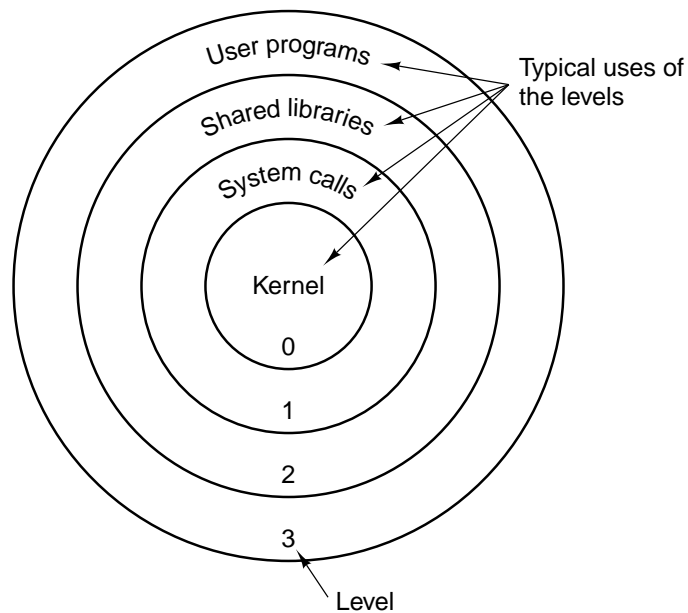 User programs
Typical uses of
the levels
Shared libraries
System calls
Kernel
0
1
2
3
Level